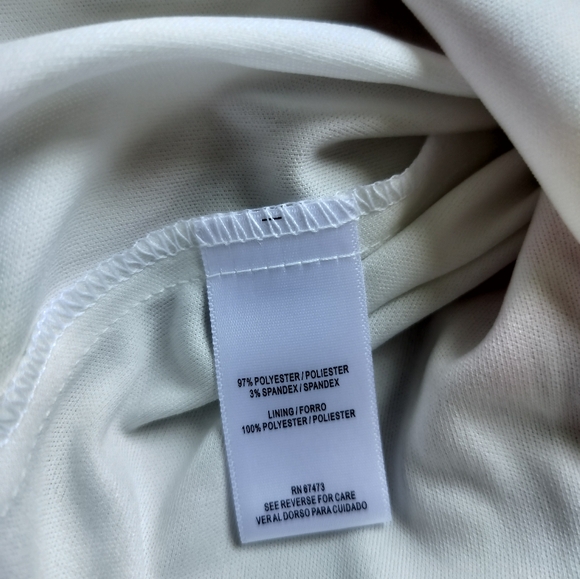 97% POLYESTER / POLIESTER
3% SPANDEX / SPANDEX
LINING / FORRO
100% POLYESTER / POLIESTER
RN 67473
SEE REVERSE FOR CARE
VER AL DORSO PARA CUIDADO